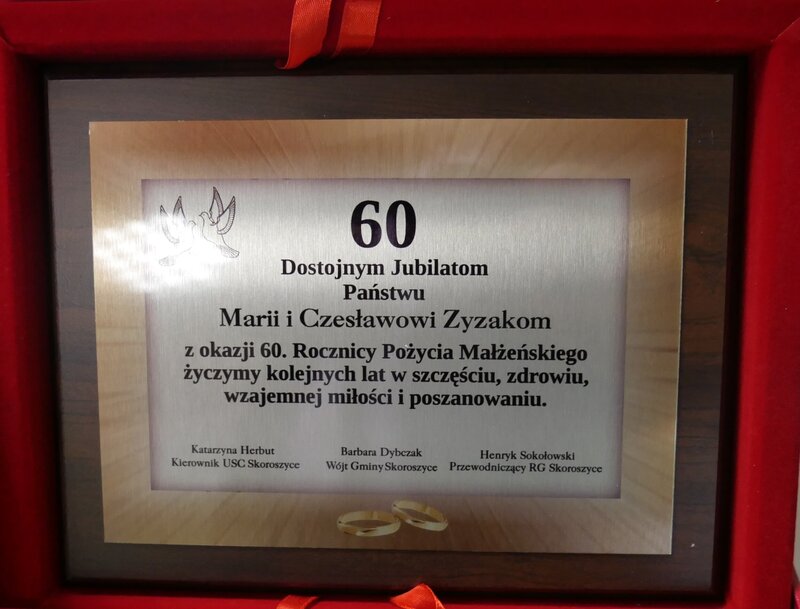 60
Dostojnym Jubilatom
Państwu
Marii i Czesławowi Zyzakom
z okazji 60. Rocznicy Pożycia Małżeńskiego
życzymy kolejnych lat w szczęściu, zdrowiu,
wzajemnej miłości i poszanowaniu.
Katarzyna Herbut
Kierownik USC Skoroszyce
Barbara Dybczak
Wójt Gminy Skoroszyce
Henryk Sokołowski
Przewodniczący RG Skoroszyce